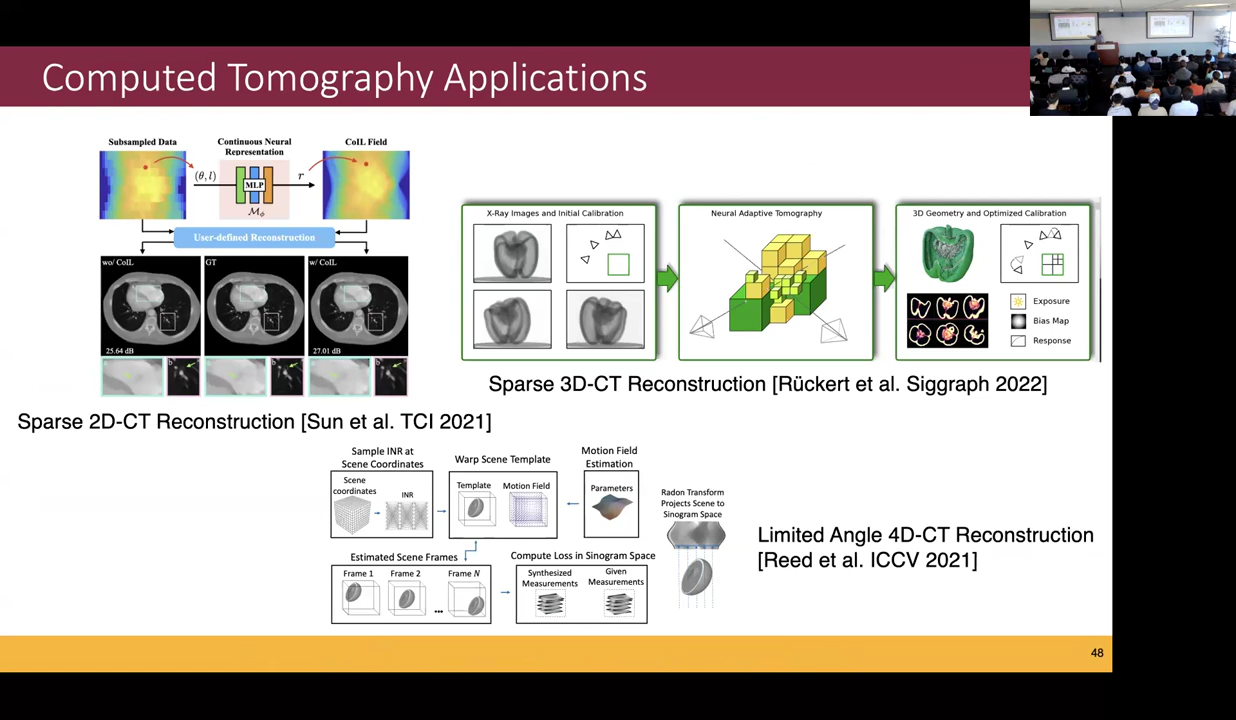 Computed Tomography Applications
Subsampled Data
Continuous Neural
Representation
CoIL Field
(θ, l)
MLP
r
M_ϕ
User-defined Reconstruction
wo/ CoIL
GT
w/ CoIL
25.64 dB
27.01 dB
Sparse 2D-CT Reconstruction [Sun et al. TCI 2021]
X-Ray Images and Initial Calibration
Neural Adaptive Tomography
3D Geometry and Optimized Calibration
Exposure
Bias Map
Response
Sparse 3D-CT Reconstruction [Rückert et al. Siggraph 2022]
Sample INR at
Scene Coordinates
Scene
coordinates
INR
Warp Scene Template
Template
Motion Field
Motion Field
Estimation
Parameters
Radon Transform
Projects Scene to
Sinogram Space
Estimated Scene Frames
Frame 1
Frame 2
Frame N
...
Compute Loss in Sinogram Space
Synthesized
Measurements
Given
Measurements
Limited Angle 4D-CT Reconstruction
[Reed et al. ICCV 2021]
48